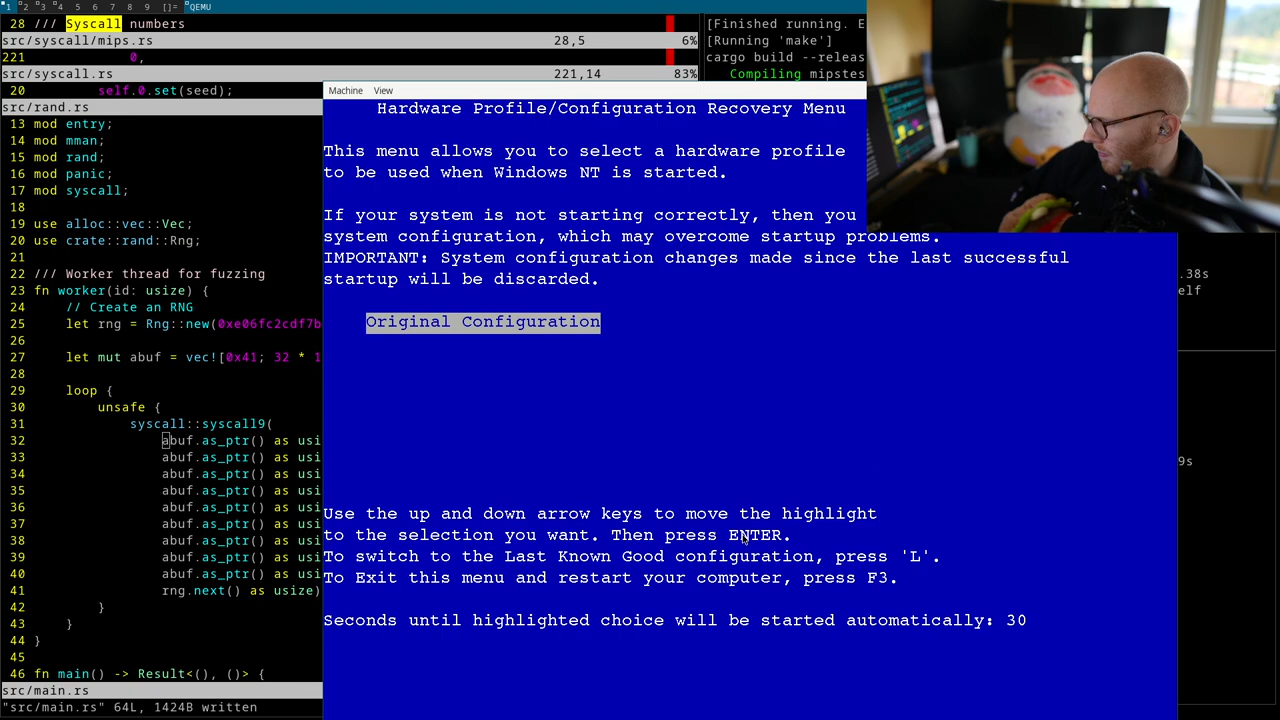 1 2 3 4 5 6 7 8 9 []= QEMU
28 /// Syscall numbers
src/syscall/mips.rs 28,5 6%
221 0,
src/syscall.rs 221,14 83%
20 self.0.set(seed);
src/rand.rs
13 mod entry;
14 mod mman;
15 mod rand;
16 mod panic;
17 mod syscall;
18
19 use alloc::vec::Vec;
20 use crate::rand::Rng;
21
22 /// Worker thread for fuzzing
23 fn worker(id: usize) {
24 // Create an RNG
25 let rng = Rng::new(0xe06fc2cdf7b
26
27 let mut abuf = vec![0x41; 32 * 1
28
29 loop {
30 unsafe {
31 syscall::syscall9(
32 abuf.as_ptr() as usi
33 abuf.as_ptr() as usi
34 abuf.as_ptr() as usi
35 abuf.as_ptr() as usi
36 abuf.as_ptr() as usi
37 abuf.as_ptr() as usi
38 abuf.as_ptr() as usi
39 abuf.as_ptr() as usi
40 abuf.as_ptr() as usi
41 rng.next() as usize)
42 }
43 }
44 }
45
46 fn main() -> Result<(), ()> {
src/main.rs
"src/main.rs" 64L, 1424B written
[Finished running. E
[Running 'make']
cargo build --releas
Compiling mipstes
Machine View
Hardware Profile/Configuration Recovery Menu
This menu allows you to select a hardware profile
to be used when Windows NT is started.
If your system is not starting correctly, then you
system configuration, which may overcome startup problems.
IMPORTANT: System configuration changes made since the last successful
startup will be discarded.
Original Configuration
Use the up and down arrow keys to move the highlight
to the selection you want. Then press ENTER.
To switch to the Last Known Good configuration, press 'L'.
To Exit this menu and restart your computer, press F3.
Seconds until highlighted choice will be started automatically: 30
.38s
elf
9s